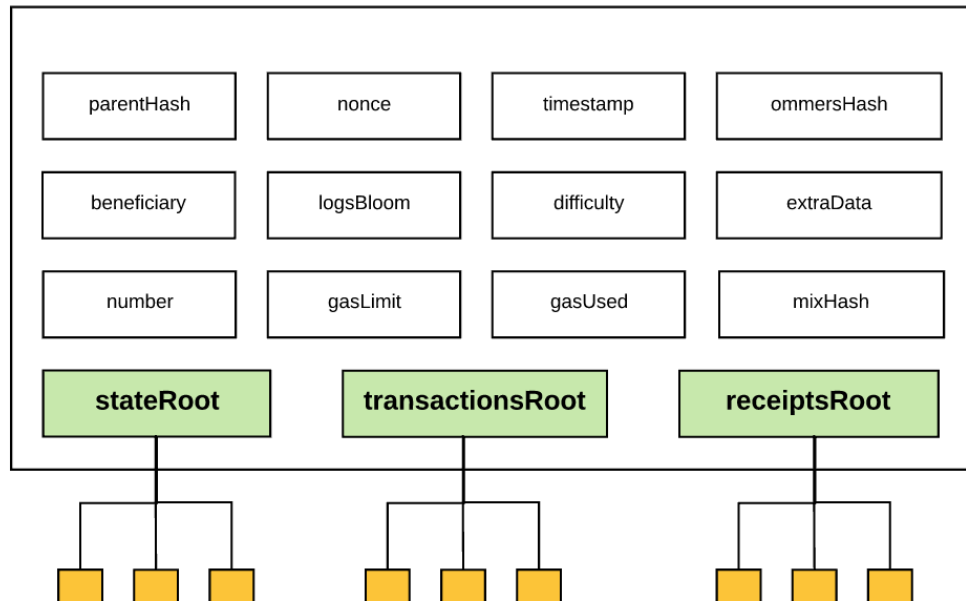 parentHash
nonce
timestamp
ommersHash
beneficiary
logsBloom
difficulty
extraData
number
gasLimit
gasUsed
mixHash
stateRoot
transactionsRoot
receiptsRoot